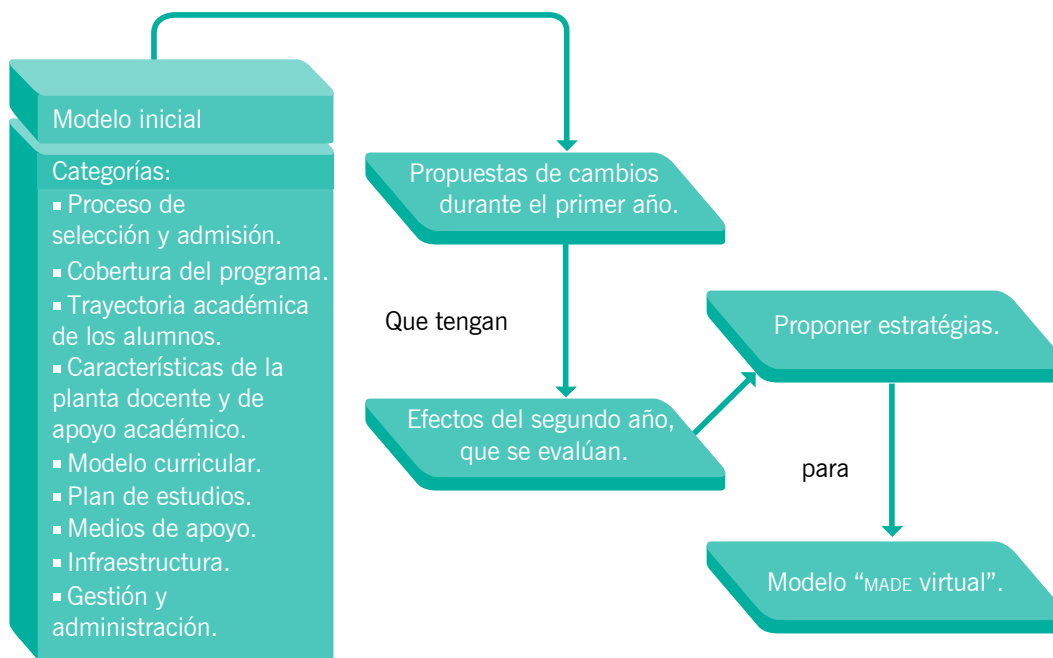 Modelo inicial
Categorías:
▪ Proceso de
selección y admisión.
▪ Cobertura del programa.
▪ Trayectoria académica
de los alumnos.
▪ Características de la
planta docente y de
apoyo académico.
▪ Modelo curricular.
▪ Plan de estudios.
▪ Medios de apoyo.
▪ Infraestructura.
▪ Gestión y
administración.
Propuestas de cambios
durante el primer año.
Que tengan
Efectos del segundo año,
que se evalúan.
Proponer estratégias.
para
Modelo “MADE virtual”.